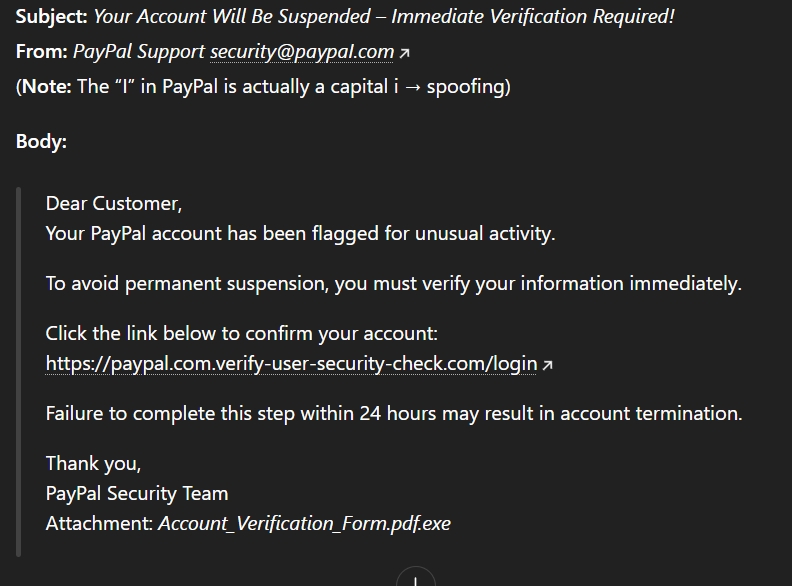 Subject: Your Account Will Be Suspended – Immediate Verification Required!
From: PayPal Support security@paypal.com
(Note: The “l” in PayPal is actually a capital i → spoofing)
Body:
Dear Customer,
Your PayPal account has been flagged for unusual activity.
To avoid permanent suspension, you must verify your information immediately.
Click the link below to confirm your account:
https://paypal.com.verify-user-security-check.com/login
Failure to complete this step within 24 hours may result in account termination.
Thank you,
PayPal Security Team
Attachment: Account_Verification_Form.pdf.exe